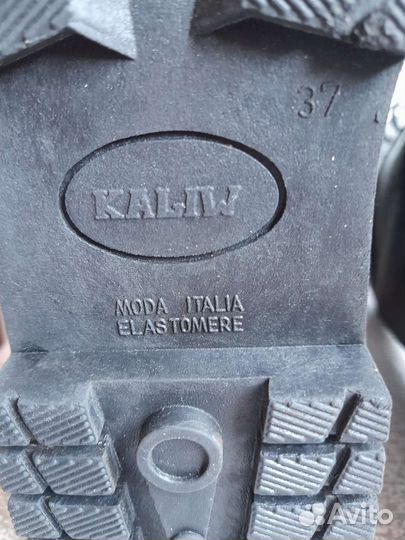 37
KALIW
MODA ITALIA
ELASTOMERE
Avito